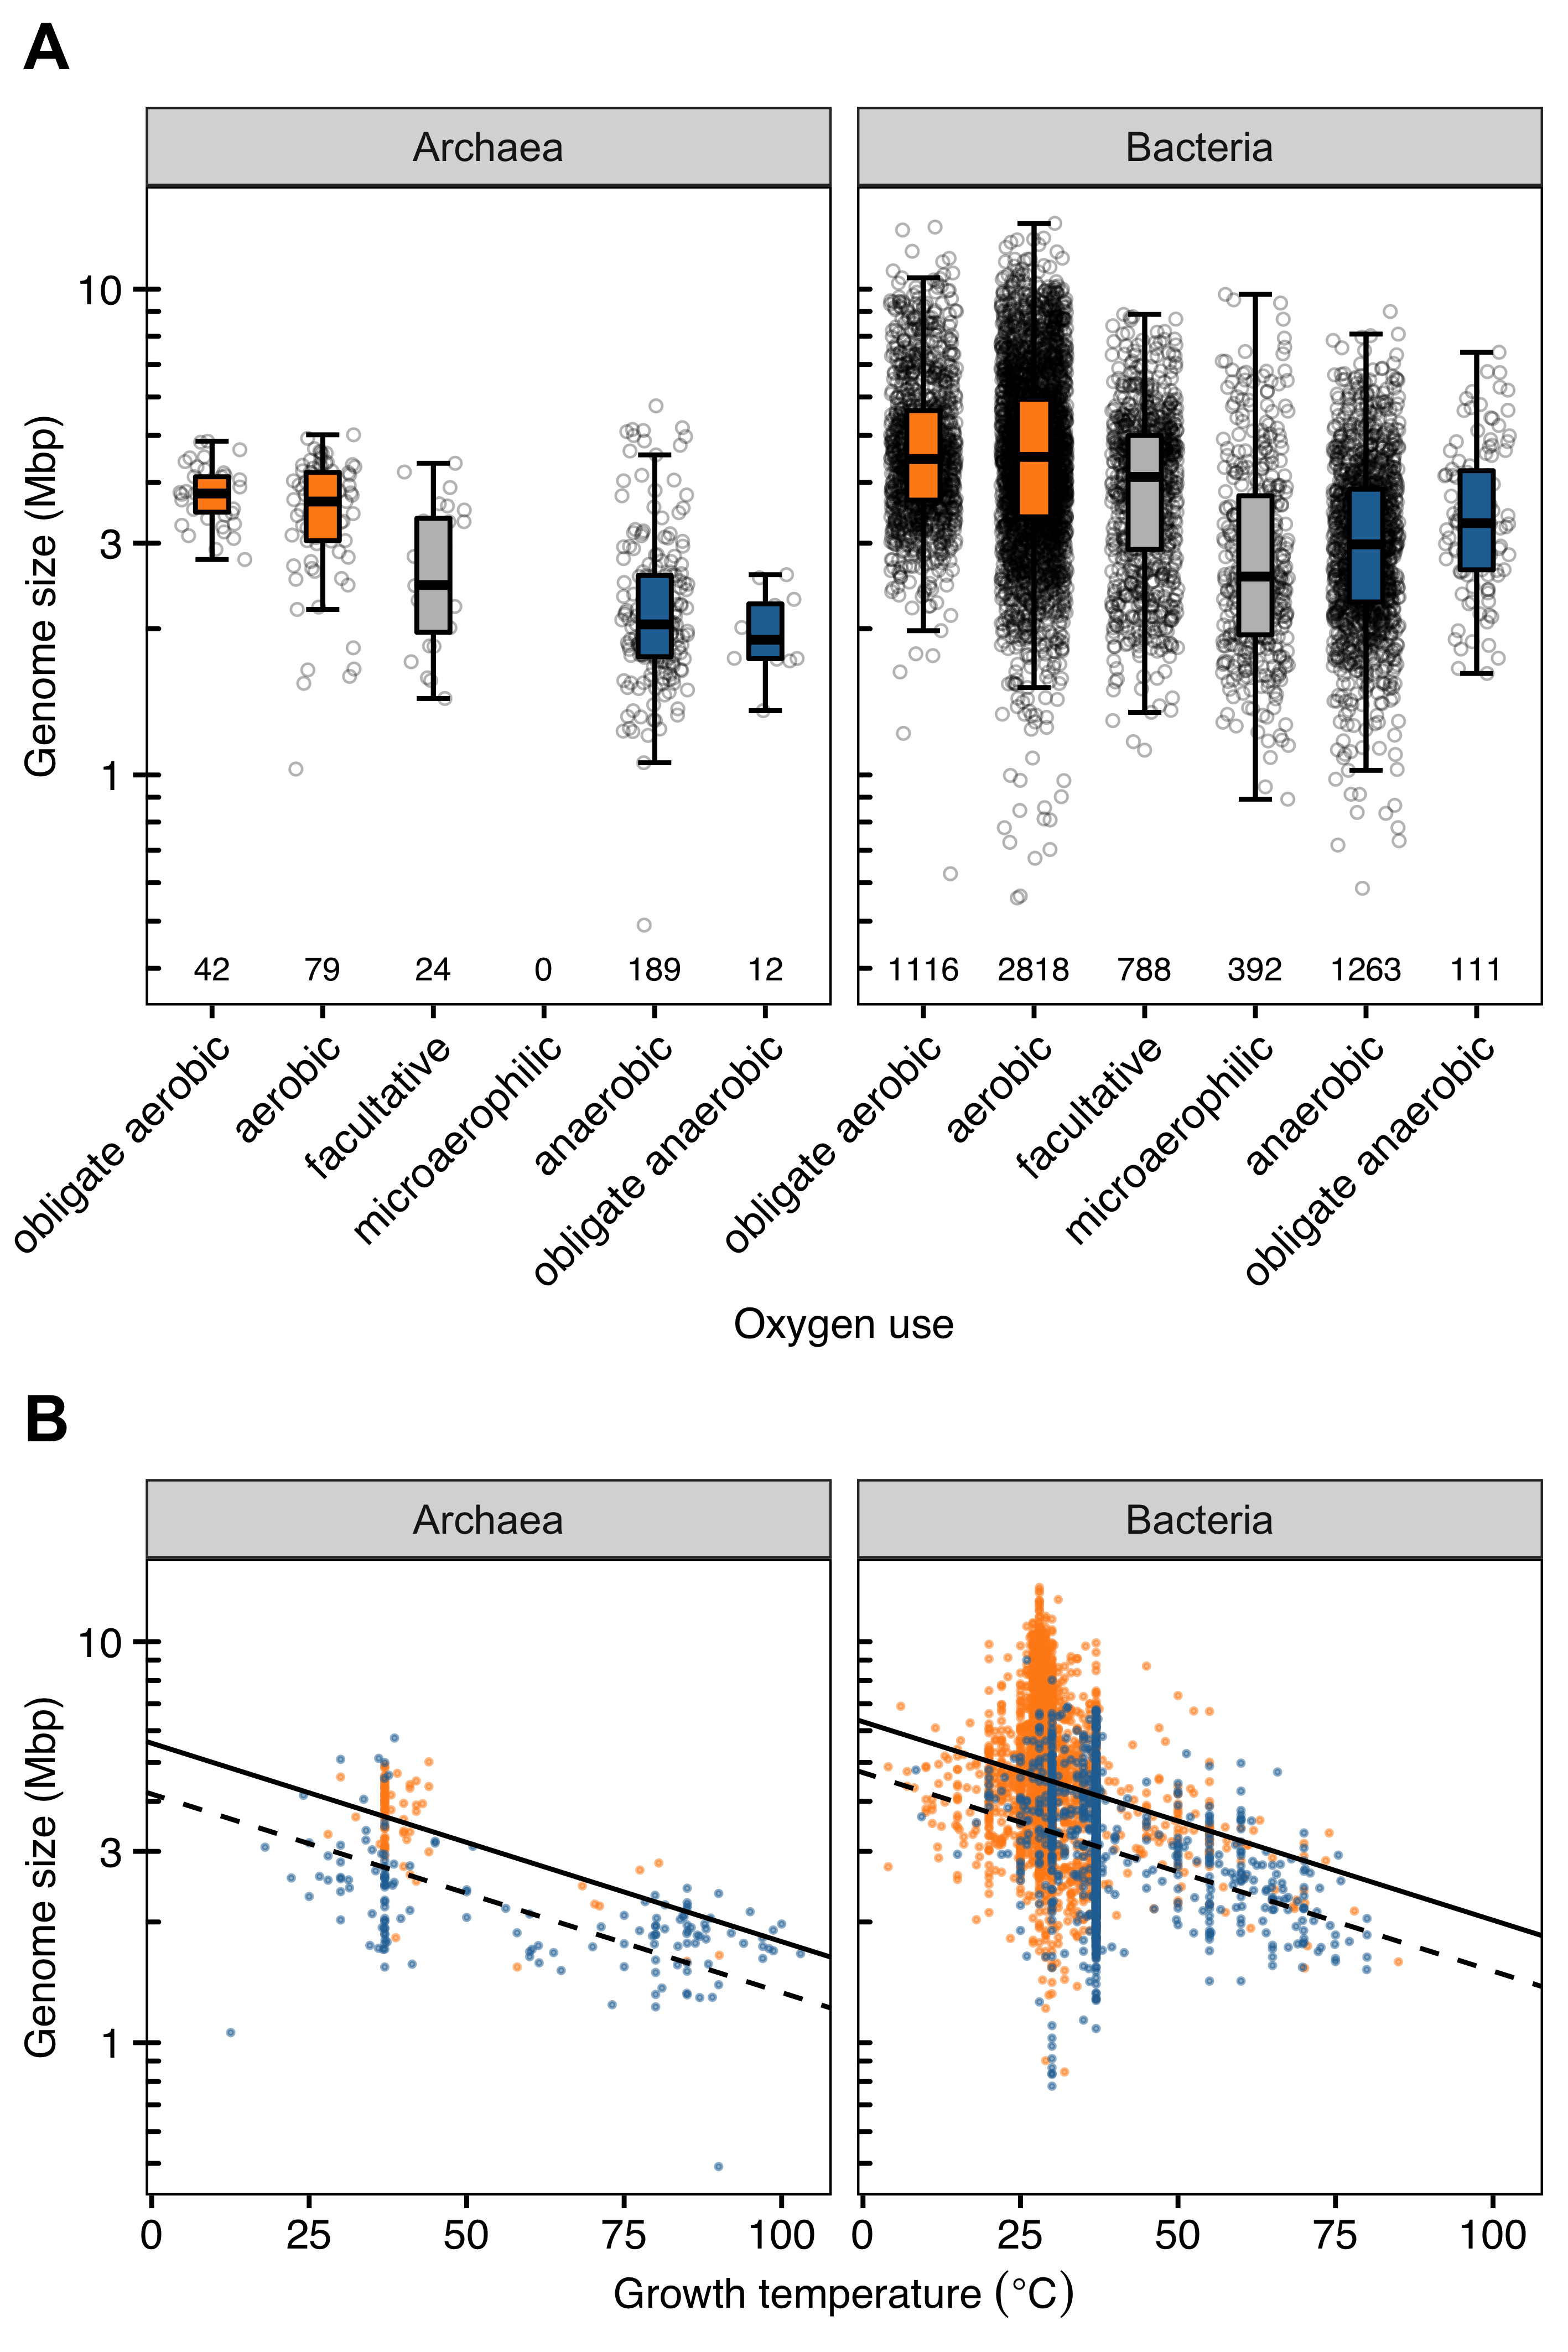 A
Archaea Bacteria
Genome size (Mbp)
10
3
1
42 79 24 0 189 12 1116 2818 788 392 1263 111
obligate aerobic aerobic facultative microaerophilic anaerobic obligate anaerobic obligate aerobic aerobic facultative microaerophilic anaerobic obligate anaerobic
Oxygen use
B
Archaea Bacteria
Genome size (Mbp)
10
3
1
0 25 50 75 100 0 25 50 75 100
Growth temperature (°C)